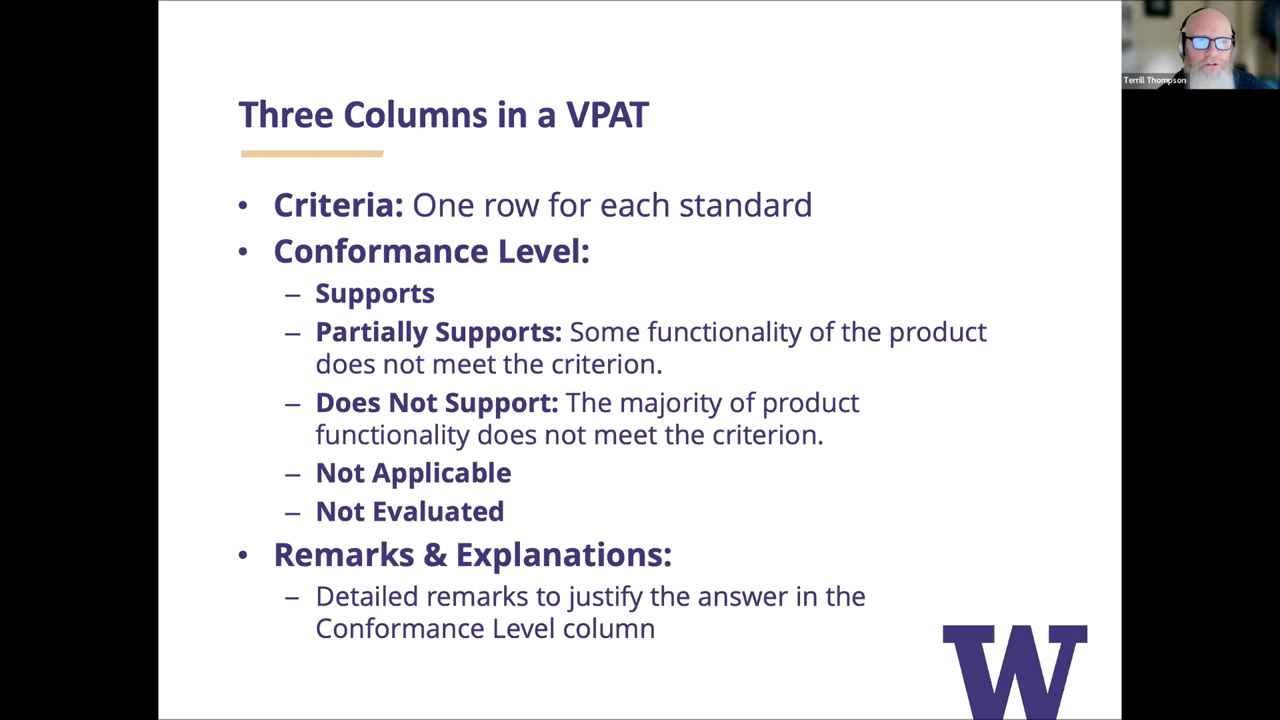 Three Columns in a VPAT
• Criteria: One row for each standard
• Conformance Level:
– Supports
– Partially Supports: Some functionality of the product
does not meet the criterion.
– Does Not Support: The majority of product
functionality does not meet the criterion.
– Not Applicable
– Not Evaluated
• Remarks & Explanations:
– Detailed remarks to justify the answer in the
Conformance Level column
W
Terrill Thompson